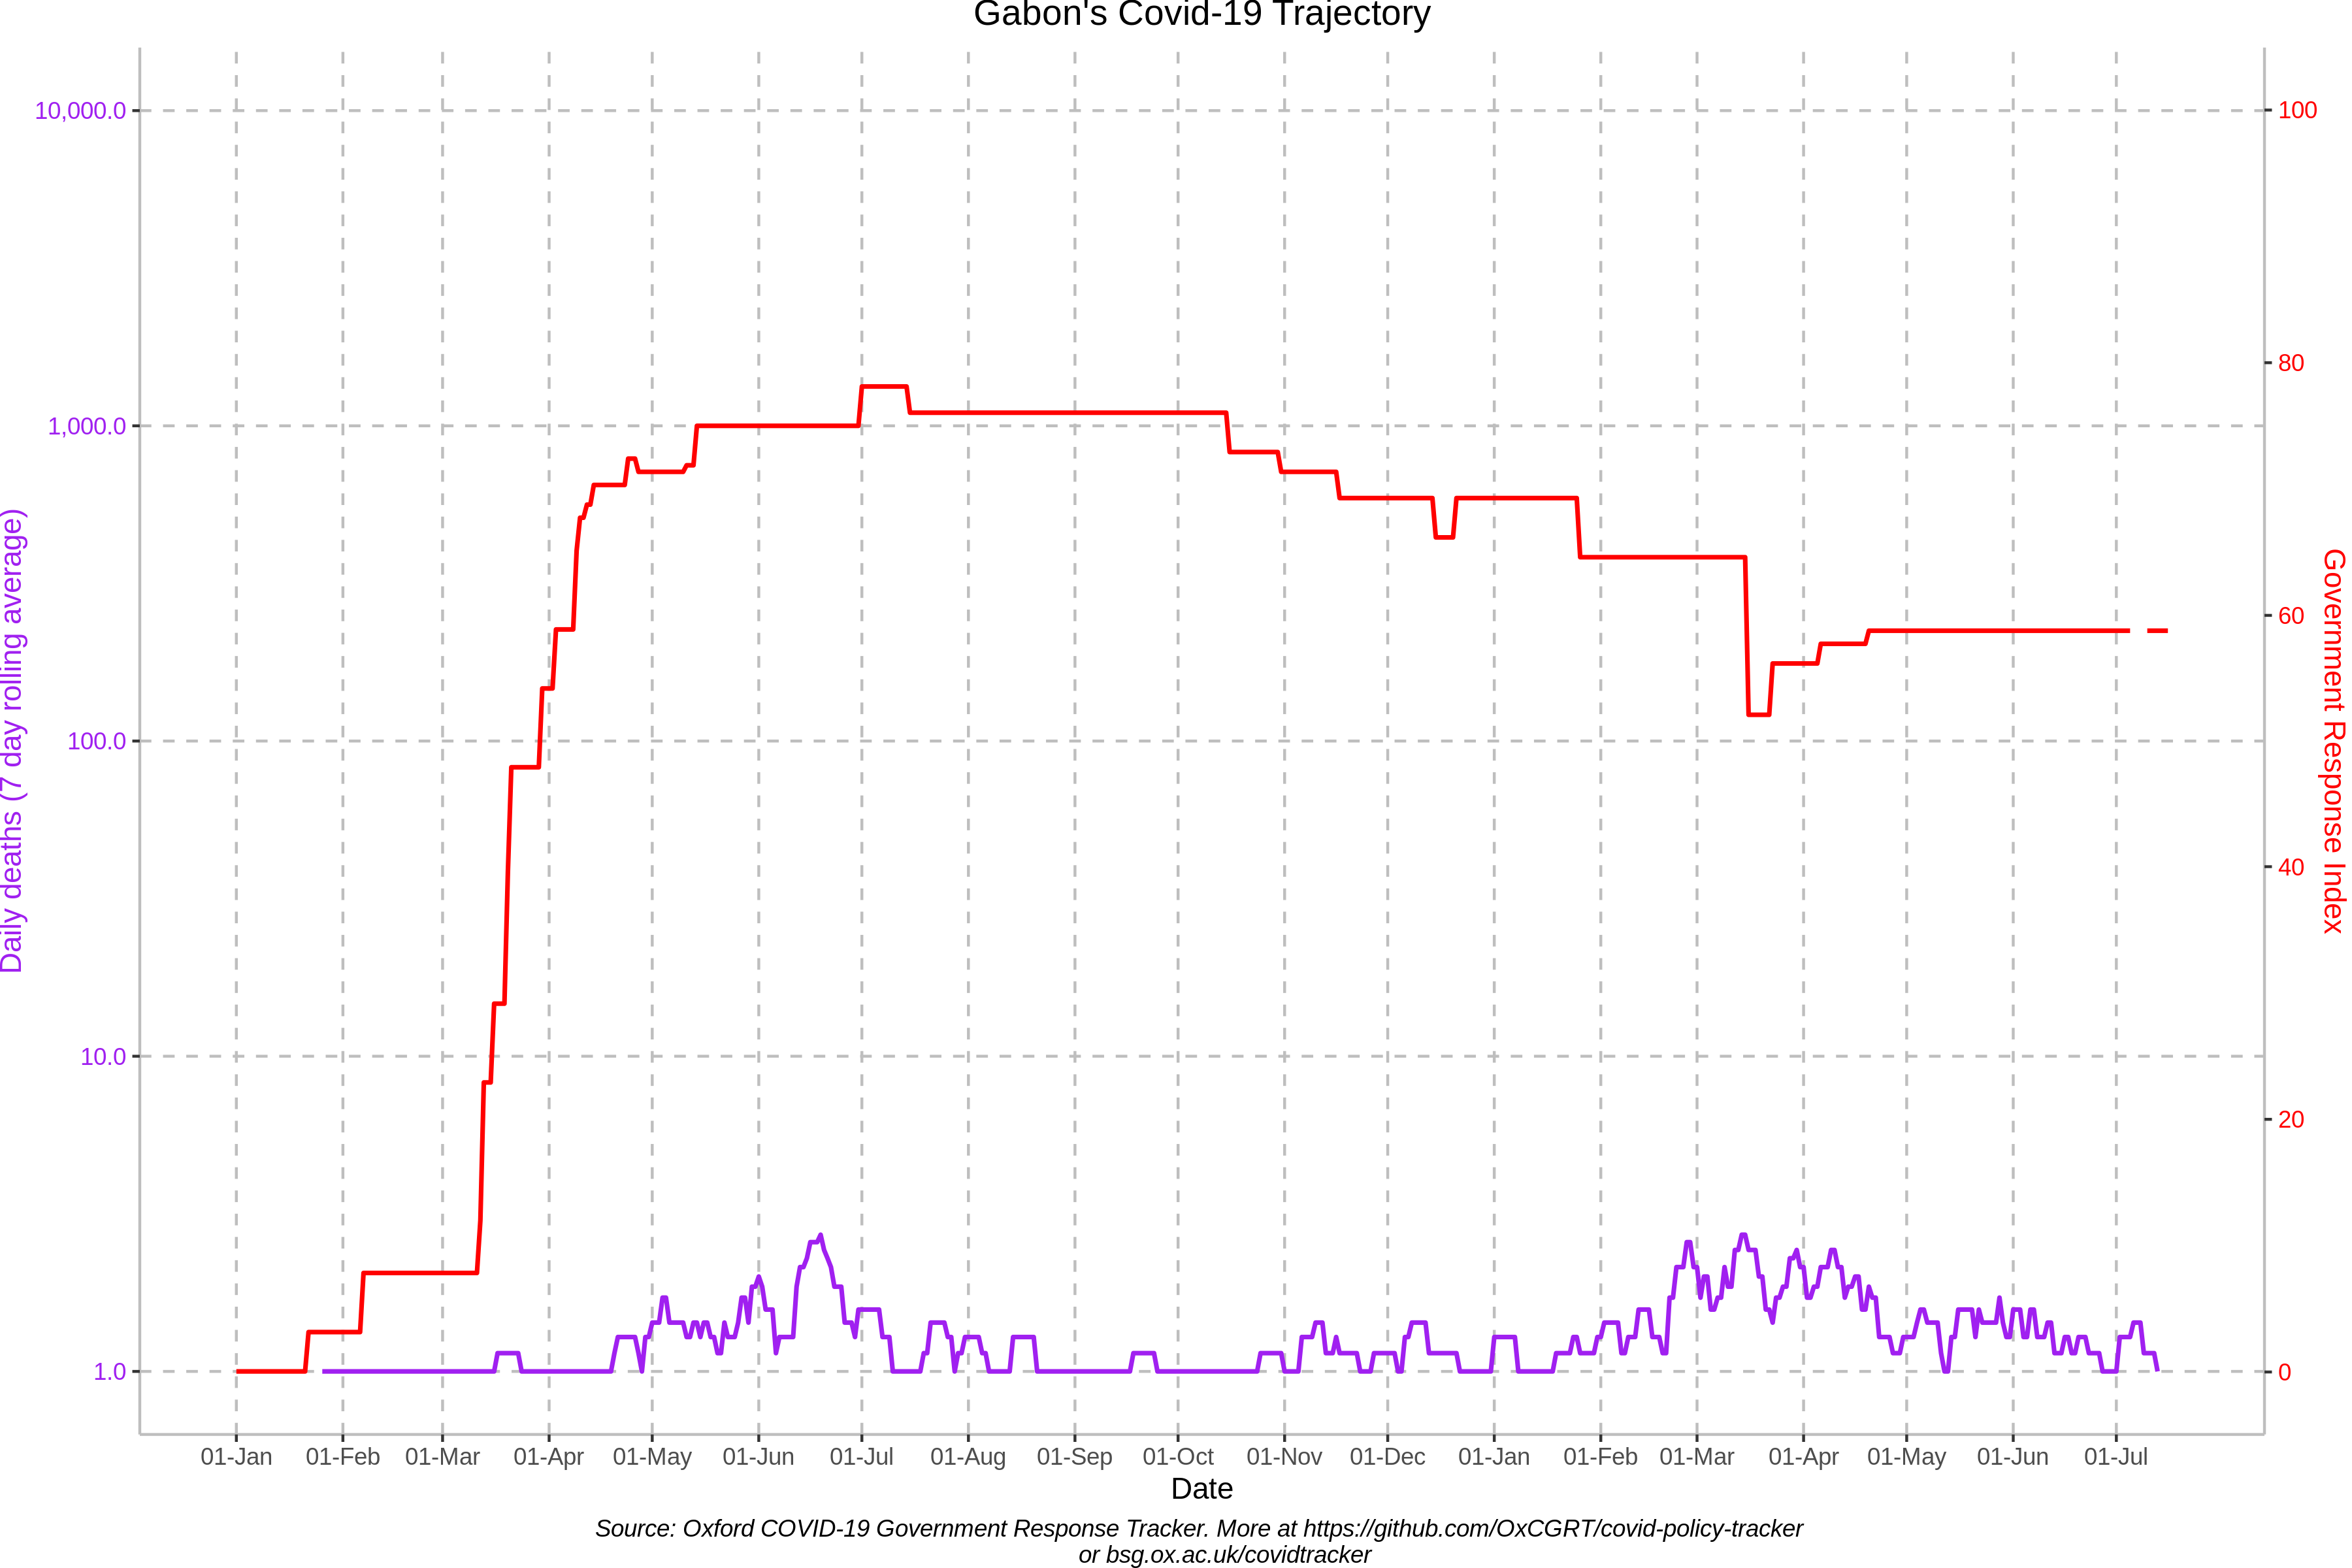 Gabon's Covid-19 Trajectory
10,000.0
1,000.0
100.0
10.0
1.0
Daily deaths (7 day rolling average)
100
80
60
40
20
0
Government Response Index
01-Jan 01-Feb 01-Mar 01-Apr 01-May 01-Jun 01-Jul 01-Aug 01-Sep 01-Oct 01-Nov 01-Dec 01-Jan 01-Feb 01-Mar 01-Apr 01-May 01-Jun 01-Jul
Date
Source: Oxford COVID-19 Government Response Tracker. More at https://github.com/OxCGRT/covid-policy-tracker
or bsg.ox.ac.uk/covidtracker